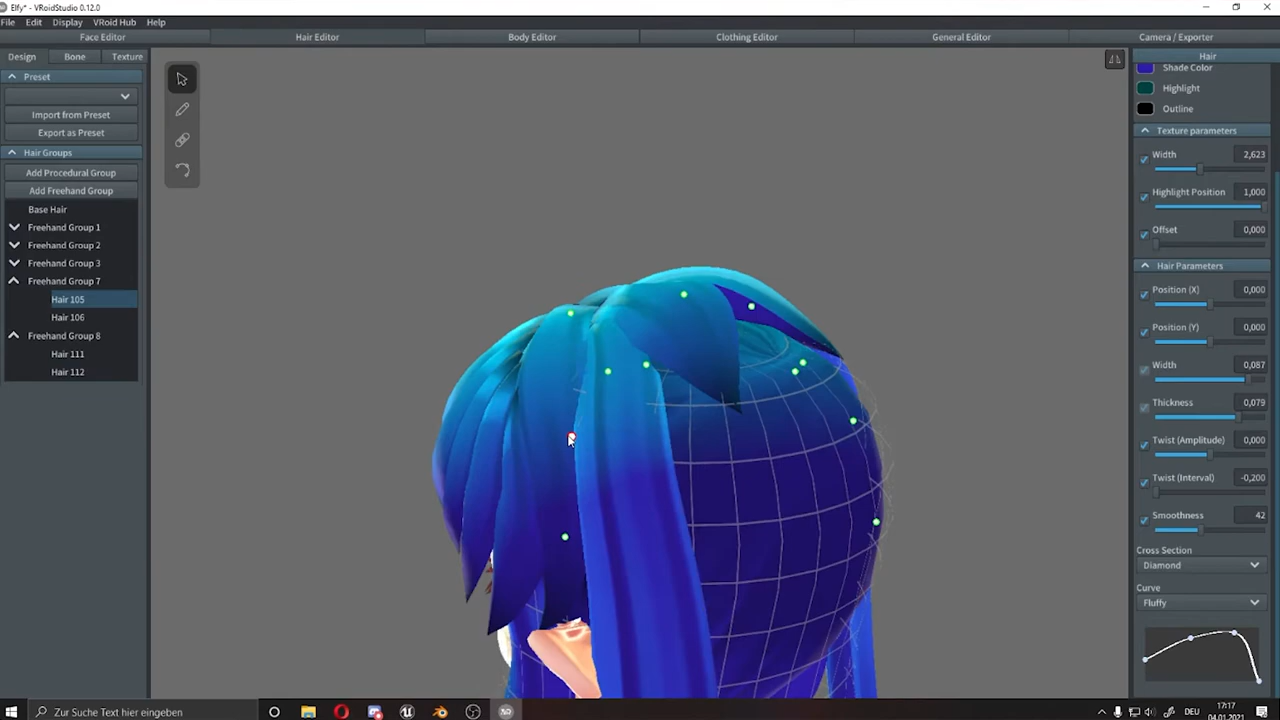 Elfy* - VRoidStudio 0.12.0
File Edit Display VRoid Hub Help
Face Editor Hair Editor Body Editor Clothing Editor General Editor Camera / Exporter
Design Bone Texture
Preset
Import from Preset
Export as Preset
Hair Groups
Add Procedural Group
Add Freehand Group
Base Hair
Freehand Group 1
Freehand Group 2
Freehand Group 3
Freehand Group 7
Hair 105
Hair 106
Freehand Group 8
Hair 111
Hair 112
Hair
Shade Color
Highlight
Outline
Texture parameters
Width 2,623
Highlight Position 1,000
Offset 0,000
Hair Parameters
Position (X) 0,000
Position (Y) 0,000
Width 0,087
Thickness 0,079
Twist (Amplitude) 0,000
Twist (Interval) -0,200
Smoothness 42
Cross Section
Diamond
Curve
Fluffy
Zur Suche Text hier eingeben
DEU
17:17
04.01.2021